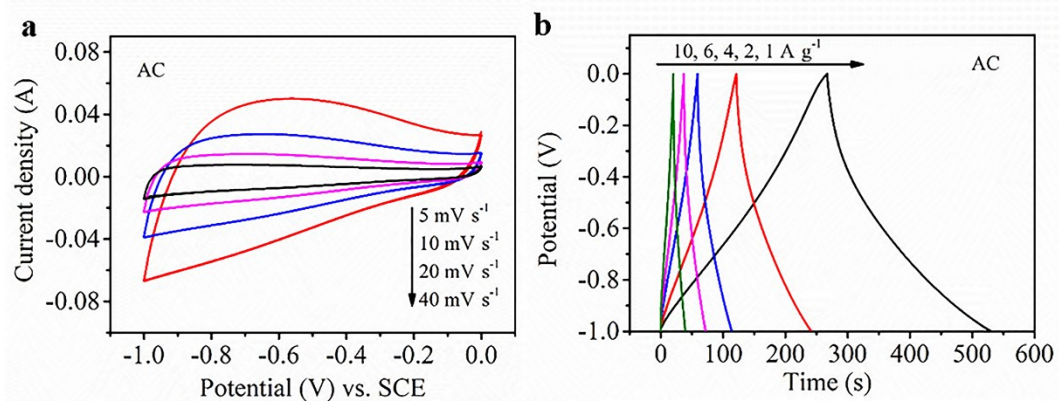 a
AC
Current density (A)
0.08
0.04
0.00
-0.04
-0.08
5 mV s⁻¹
10 mV s⁻¹
20 mV s⁻¹
40 mV s⁻¹
-1.0 -0.8 -0.6 -0.4 -0.2 0.0
Potential (V) vs. SCE
b
10, 6, 4, 2, 1 A g⁻¹
AC
Potential (V)
0.0
-0.2
-0.4
-0.6
-0.8
-1.0
0 100 200 300 400 500 600
Time (s)